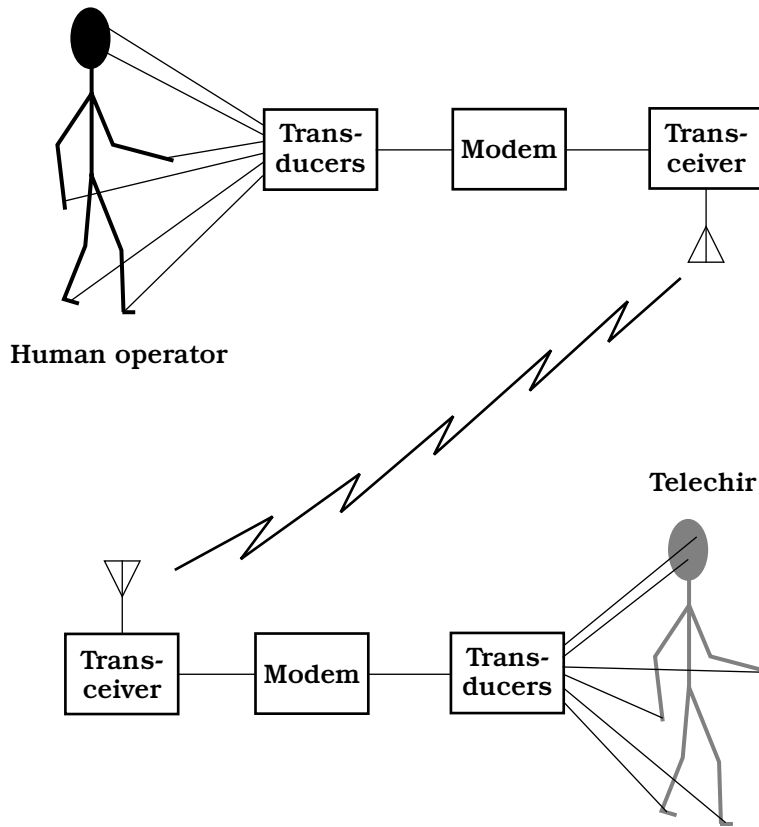 Trans-
ducers
Modem
Trans-
ceiver
Human operator
Telechir
Trans-
ceiver
Modem
Trans-
ducers